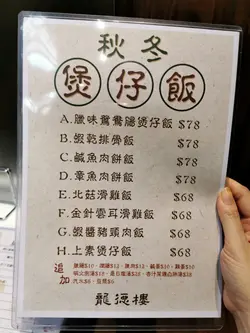 秋冬
煲仔飯
A. 臘味鴛鴦腸煲仔飯 $78
B. 蝦乾排骨飯 $78
C. 鹹魚肉餅飯 $78
D. 章魚肉餅飯 $78
E. 北菇滑雞飯 $68
F. 金針雲耳滑雞飯 $68
G. 蝦醬豬頸肉飯 $68
H. 上素煲仔飯 $68
追加
龍德樓